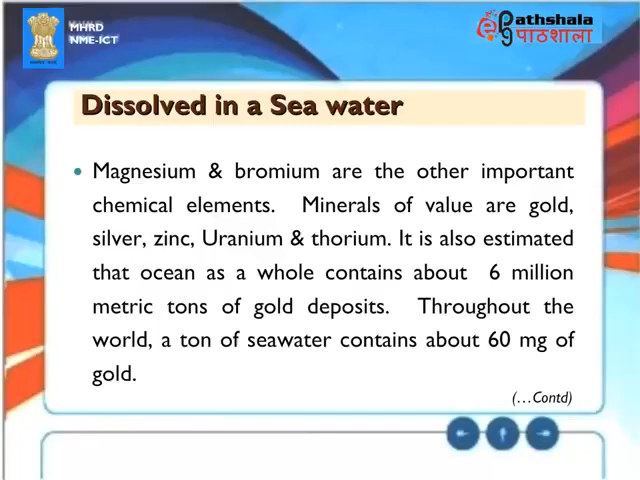 MHRD
NME-ICT
Pathshala
पाठशाला
Dissolved in a Sea water
Magnesium & bromium are the other important
chemical elements. Minerals of value are gold,
silver, zinc, Uranium & thorium. It is also estimated
that ocean as a whole contains about 6 million
metric tons of gold deposits. Throughout the
world, a ton of seawater contains about 60 mg of
gold.
(…Contd)